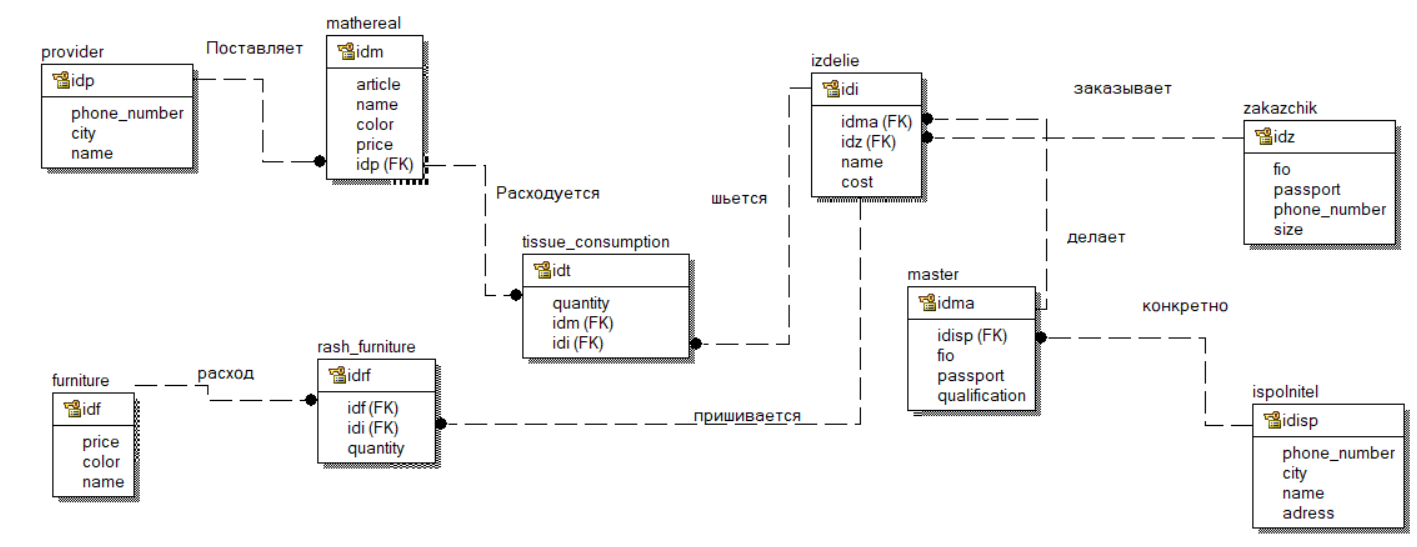 provider
idp
phone_number
city
name
Поставляет
mathereal
idm
article
name
color
price
idp (FK)
Расходуется
tissue_consumption
idt
quantity
idm (FK)
idi (FK)
шьется
izdelie
idi
idma (FK)
idz (FK)
name
cost
заказывает
zakazchik
idz
fio
passport
phone_number
size
делает
master
idma
idisp (FK)
fio
passport
qualification
конкретно
ispolnitel
idisp
phone_number
city
name
adress
furniture
idf
price
color
name
расход
rash_furniture
idrf
idf (FK)
idi (FK)
quantity
пришивается